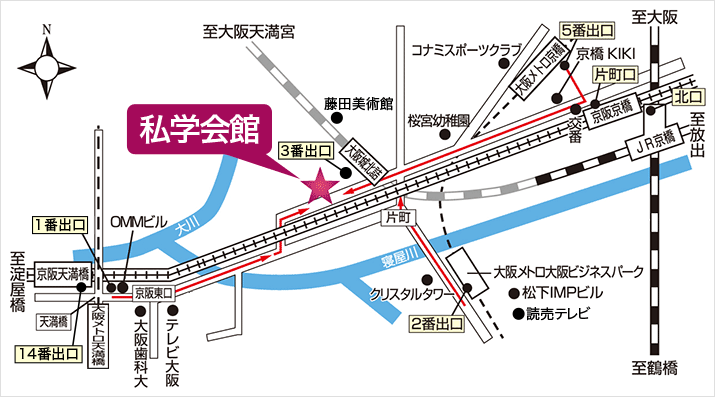 N
至大阪天満宮
コナミスポーツクラブ
大阪メトロ京橋
5番出口
京橋 KIKI
片町口
至大阪
北口
藤田美術館
桜宮幼稚園
交番
京阪京橋
JR京橋
至放出
私学会館
3番出口
大阪城北詰
1番出口
OMMビル
大川
片町
寝屋川
至淀屋橋
京阪天満橋
京阪東口
天満橋
14番出口
大阪メトロ天満橋
大阪歯科大
テレビ大阪
クリスタルタワー
2番出口
大阪メトロ大阪ビジネスパーク
松下IMPビル
読売テレビ
至鶴橋